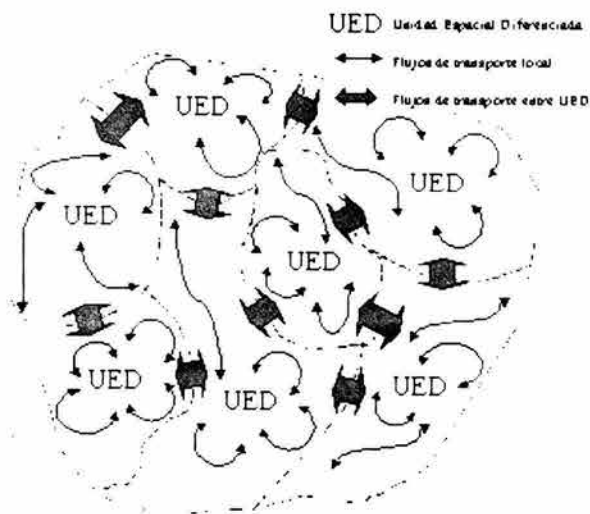 UED Unidad Espacial Diferenciada
Flujos de transporte local
Flujos de transporte entre UED
UED
UED
UED
UED
UED
UED
UED